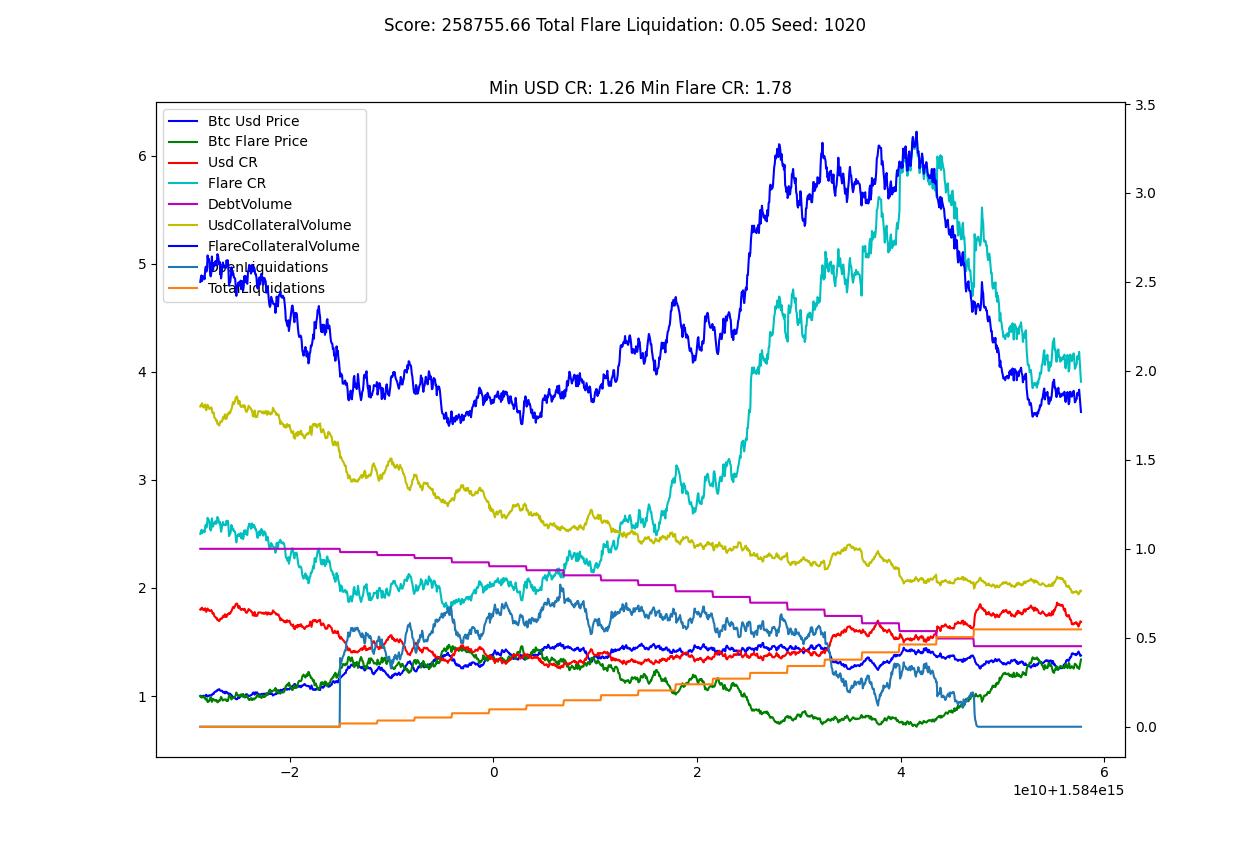 Score: 258755.66 Total Flare Liquidation: 0.05 Seed: 1020
Min USD CR: 1.26 Min Flare CR: 1.78
Btc Usd Price
Btc Flare Price
Usd CR
Flare CR
DebtVolume
UsdCollateralVolume
FlareCollateralVolume
OpenLiquidations
TotalLiquidations
6
5
4
3
2
1
3.5
3.0
2.5
2.0
1.5
1.0
0.5
0.0
−2 0 2 4 6
1e10+1.584e15